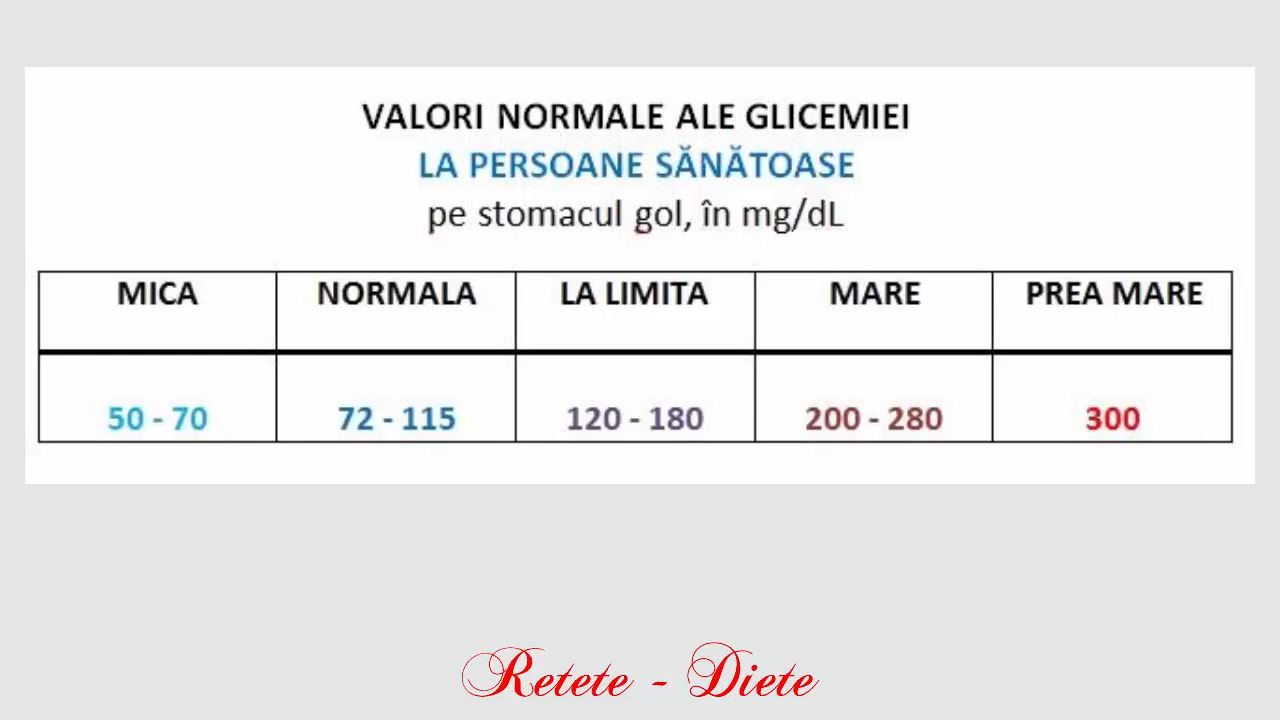 VALORI NORMALE ALE GLICEMIEI
LA PERSOANE SĂNĂTOASE
pe stomacul gol, în mg/dL
MICA NORMALA LA LIMITA MARE PREA MARE
50 - 70 72 - 115 120 - 180 200 - 280 300
Retete - Diete